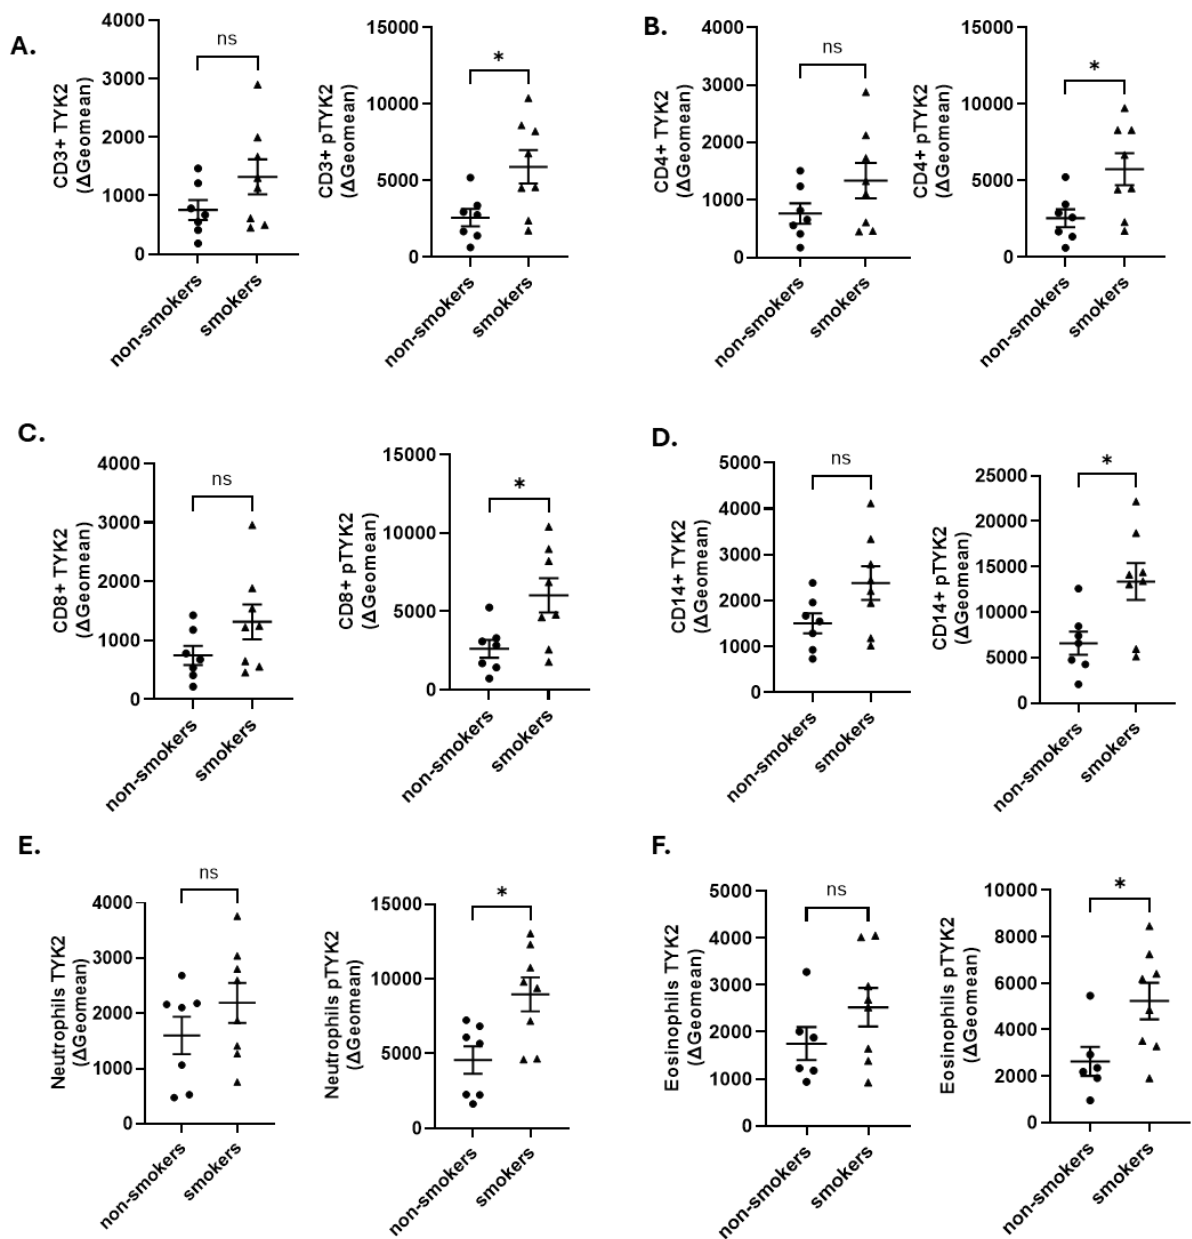 A.
CD3+ TYK2
(ΔGeomean)
4000
3000
2000
1000
0
ns
non-smokers
smokers
CD3+ pTYK2
(ΔGeomean)
15000
10000
5000
0
*
non-smokers
smokers
B.
CD4+ TYK2
(ΔGeomean)
4000
3000
2000
1000
0
ns
non-smokers
smokers
CD4+ pTYK2
(ΔGeomean)
15000
10000
5000
0
*
non-smokers
smokers
C.
CD8+ TYK2
(ΔGeomean)
4000
3000
2000
1000
0
ns
non-smokers
smokers
CD8+ pTYK2
(ΔGeomean)
15000
10000
5000
0
*
non-smokers
smokers
D.
CD14+ TYK2
(ΔGeomean)
5000
4000
3000
2000
1000
0
ns
non-smokers
smokers
CD14+ pTYK2
(ΔGeomean)
25000
20000
15000
10000
5000
0
*
non-smokers
smokers
E.
Neutrophils TYK2
(ΔGeomean)
4000
3000
2000
1000
0
ns
non-smokers
smokers
Neutrophils pTYK2
(ΔGeomean)
15000
10000
5000
0
*
non-smokers
smokers
F.
Eosinophils TYK2
(ΔGeomean)
5000
4000
3000
2000
1000
0
ns
non-smokers
smokers
Eosinophils pTYK2
(ΔGeomean)
10000
8000
6000
4000
2000
0
*
non-smokers
smokers